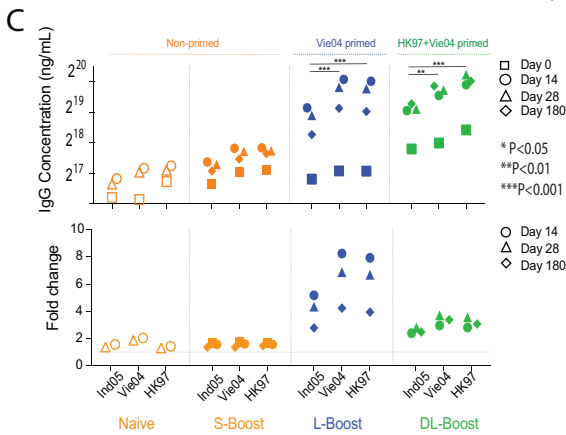 C
Non-primed
Vie04 primed
HK97+Vie04 primed
IgG Concentration (ng/mL)
2^20
2^19
2^18
2^17
***
***
**
***
Day 0
Day 14
Day 28
Day 180
* P<0.05
**P<0.01
***P<0.001
Fold change
10
8
6
4
2
0
Day 14
Day 28
Day 180
Ind05 Vie04 HK97 Ind05 Vie04 HK97 Ind05 Vie04 HK97 Ind05 Vie04 HK97
Naive S-Boost L-Boost DL-Boost